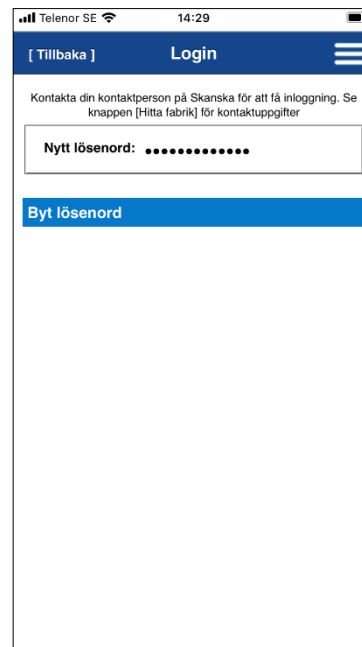 Telenor SE 14:29
[ Tillbaka ] Login
Kontakta din kontaktperson på Skanska för att få inloggning. Se
knappen [Hitta fabrik] för kontaktuppgifter
Nytt lösenord: •••••••••••••
Byt lösenord